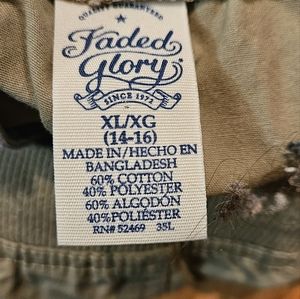 QUALITY GUARANTEED
Faded
Glory
SINCE 1972
XL/XG
(14-16)
MADE IN/HECHO EN
BANGLADESH
60% COTTON
40% POLYESTER
60% ALGODÓN
40%POLIÉSTER
RN# 52469 35L